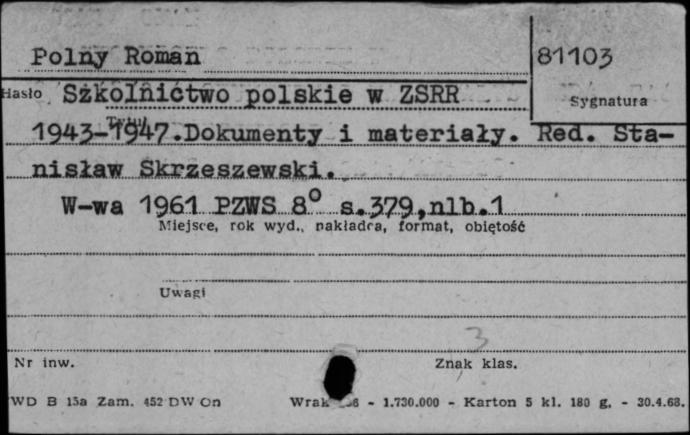 Polny Roman
81103
Hasło Szkolnictwo polskie w ZSRR
Sygnatura
Tytuł
1943-1947.Dokumenty i materiały. Red. Sta-
nisław Skrzeszewski.
W-wa 1961 PZWS 8° s.379,nlb.1
Miejsce, rok wyd., nakładca, format, objętość
Uwagi
3
Nr inw.
Znak klas.
WD B 15a Zam. 452 DW On
- 1.730.000 - Karton 5 kl. 180 g. - 30.4.68.